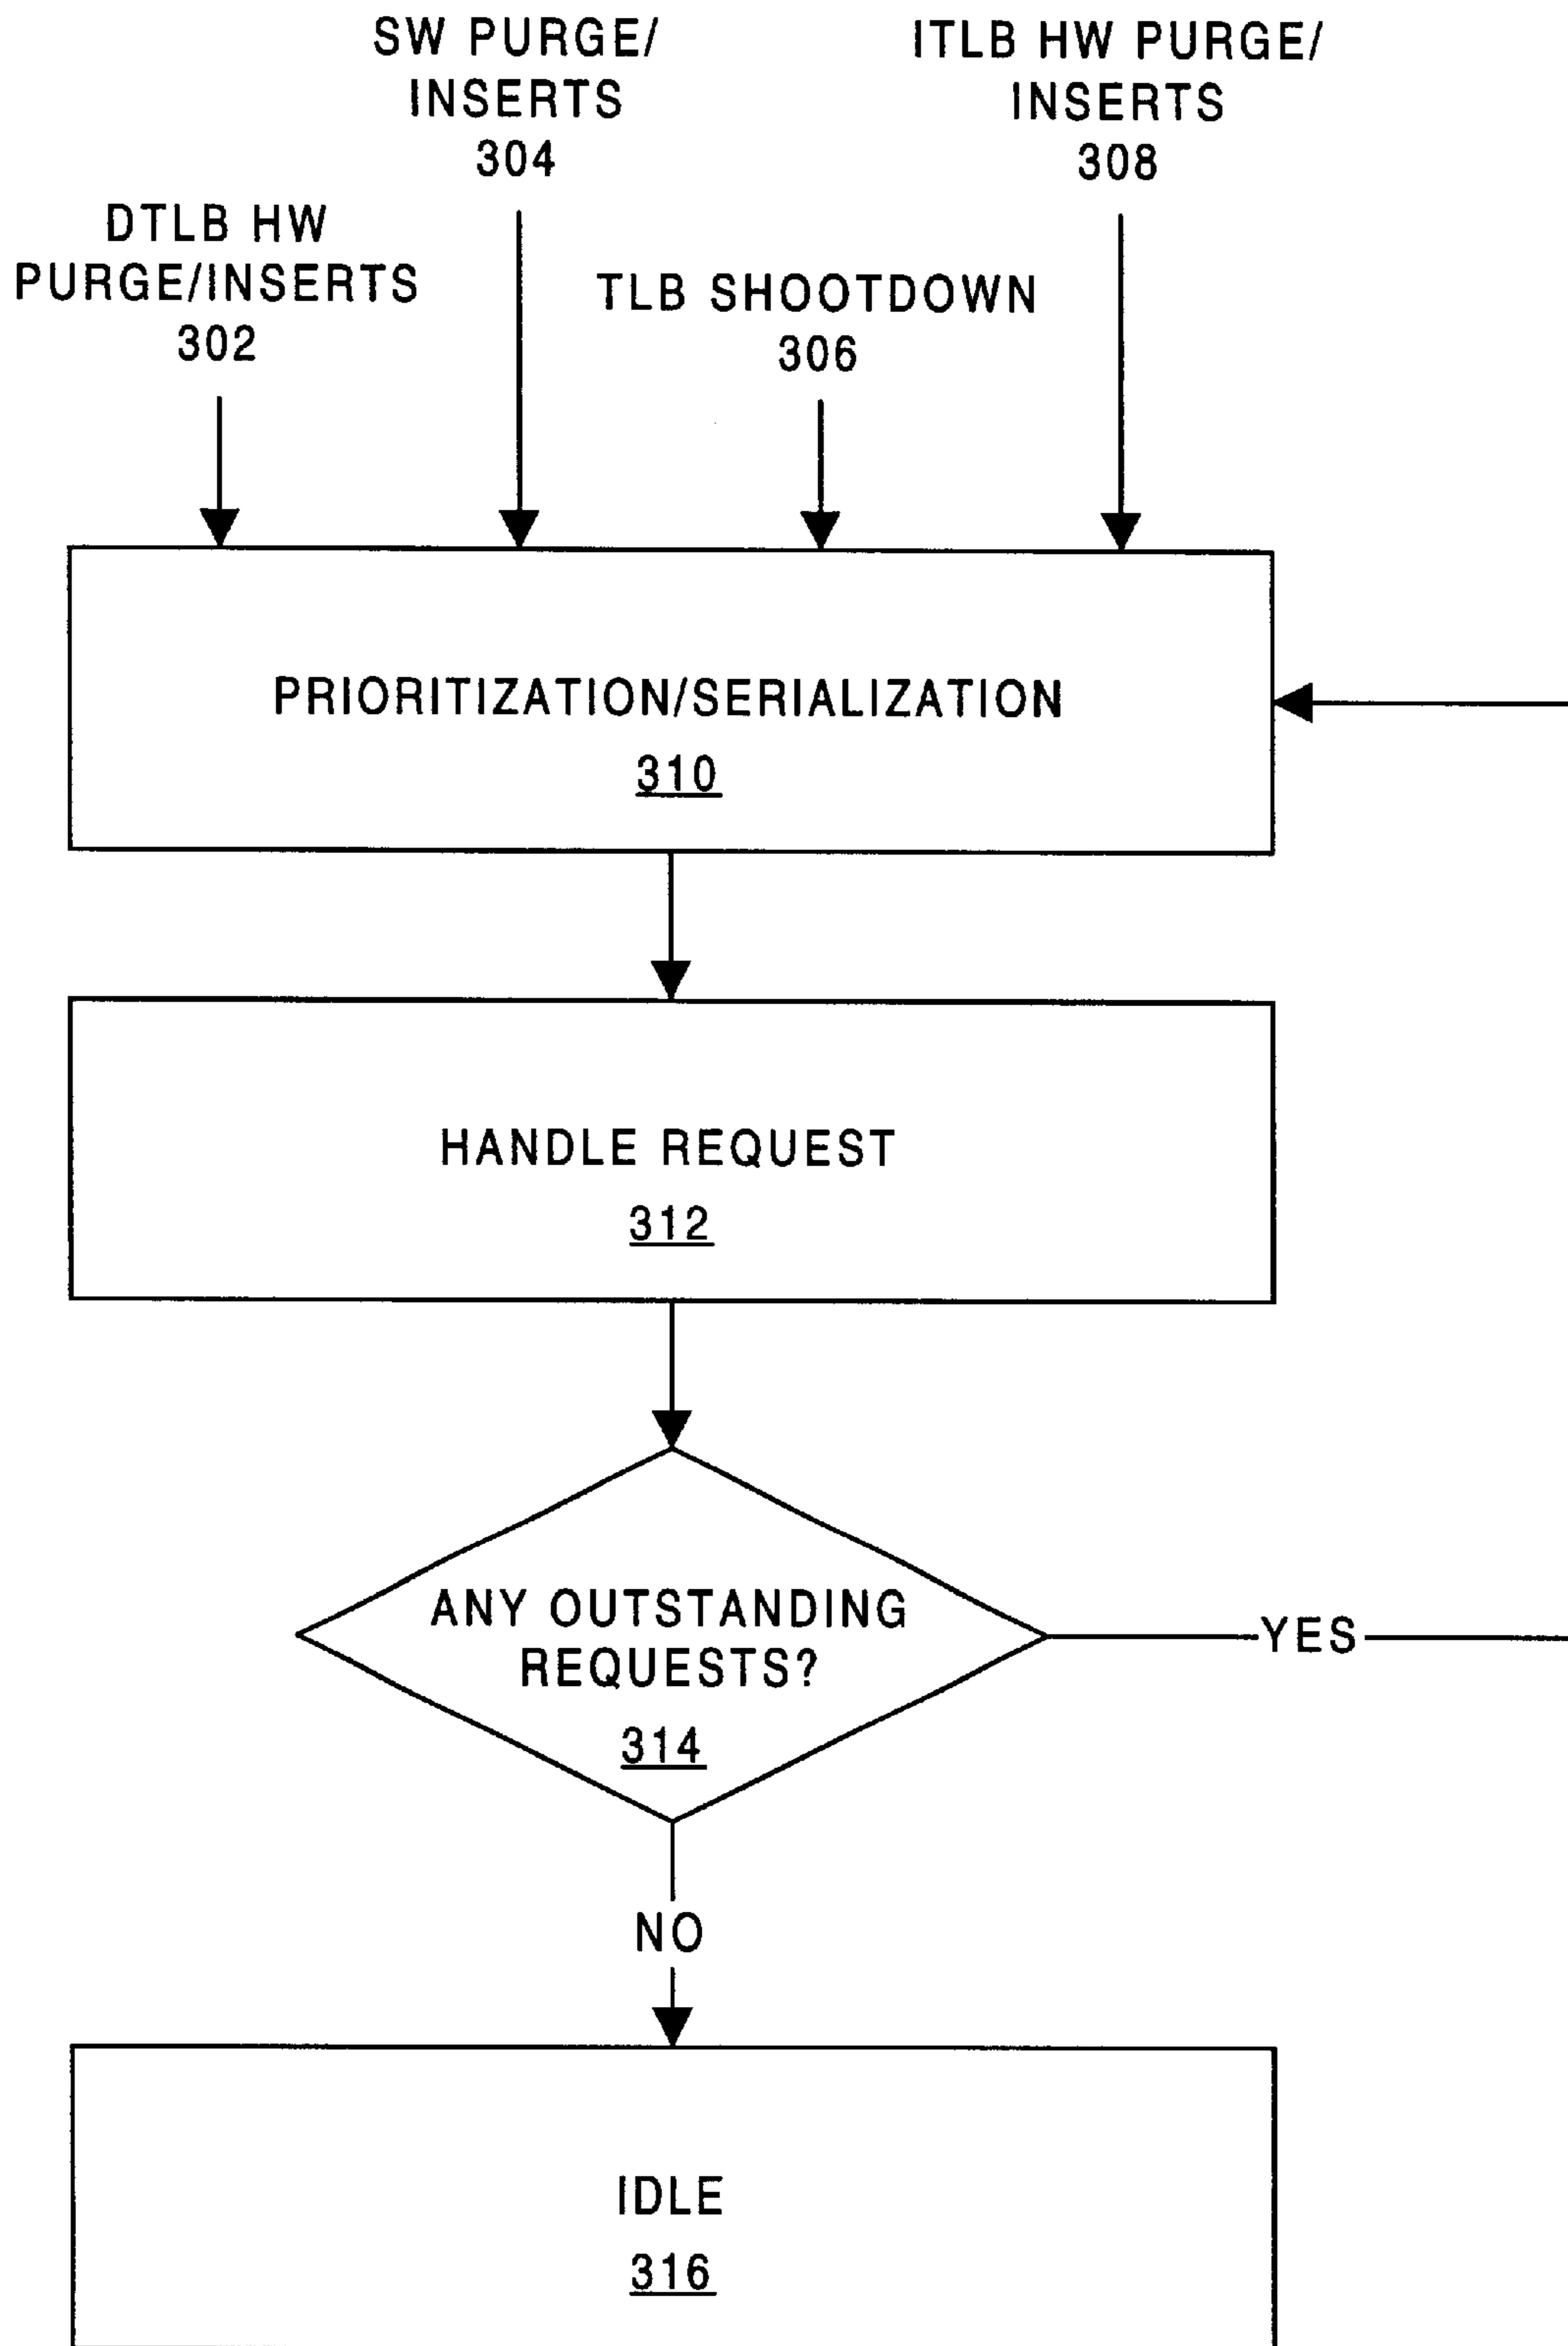 SW PURGE/
INSERTS
304
ITLB HW PURGE/
INSERTS
308
DTLB HW
PURGE/INSERTS
302
TLB SHOOTDOWN
306
PRIORITIZATION/SERIALIZATION
310
HANDLE REQUEST
312
ANY OUTSTANDING
REQUESTS?
314
YES
NO
IDLE
316